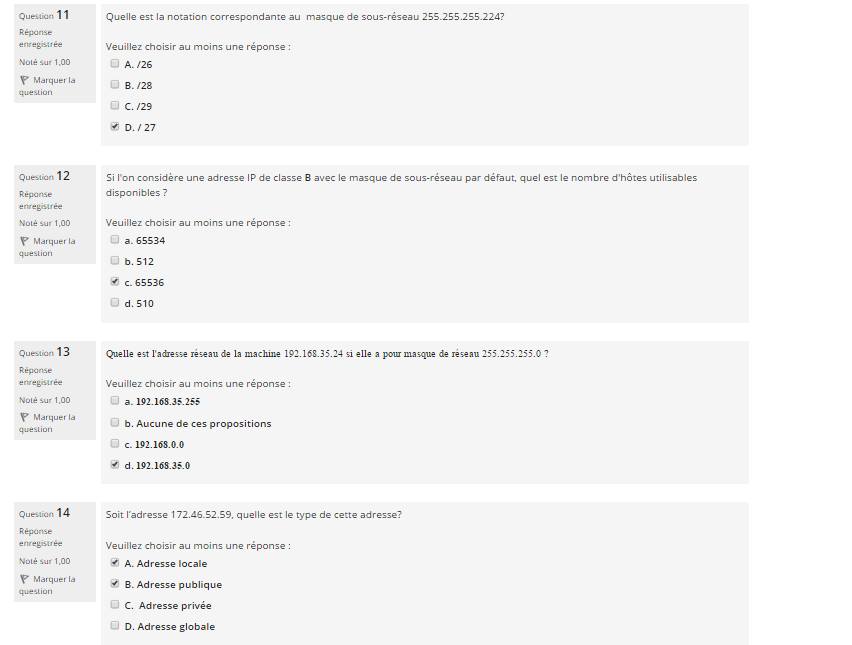 Question 11
Réponse
enregistrée
Noté sur 1,00
Marquer la
question
Quelle est la notation correspondante au masque de sous-réseau 255.255.255.224?
Veuillez choisir au moins une réponse :
A. /26
B. /28
C. /29
D. / 27
Question 12
Réponse
enregistrée
Noté sur 1,00
Marquer la
question
Si l'on considère une adresse IP de classe B avec le masque de sous-réseau par défaut, quel est le nombre d'hôtes utilisables
disponibles ?
Veuillez choisir au moins une réponse :
a. 65534
b. 512
c. 65536
d. 510
Question 13
Réponse
enregistrée
Noté sur 1,00
Marquer la
question
Quelle est l'adresse réseau de la machine 192.168.35.24 si elle a pour masque de réseau 255.255.255.0 ?
Veuillez choisir au moins une réponse :
a. 192.168.35.255
b. Aucune de ces propositions
c. 192.168.0.0
d. 192.168.35.0
Question 14
Réponse
enregistrée
Noté sur 1,00
Marquer la
question
Soit l'adresse 172.46.52.59, quelle est le type de cette adresse?
Veuillez choisir au moins une réponse :
A. Adresse locale
B. Adresse publique
C. Adresse privée
D. Adresse globale